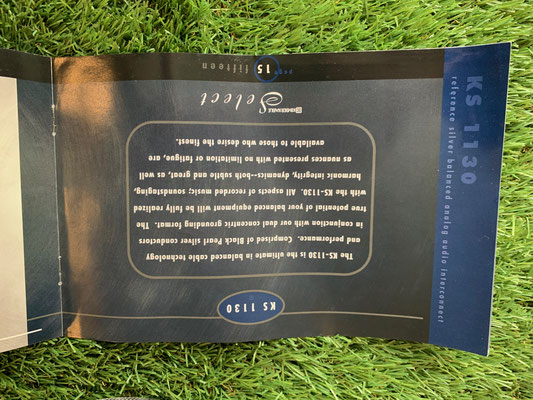 KS 1130
reference silver balanced analog audio interconnect
KS 1130
The KS-1130 is the ultimate in balanced cable technology
and performance. Comprised of Black Pearl silver conductors
in conjunction with our dual concentric grounding format. The
true potential of your balanced equipment will be fully realized
with the KS-1130. All aspects of recorded music; soundstaging,
harmonic integrity, dynamics--both subtle and great, as well
as nuances presented with no limitation or fatigue, are,
available to those who desire the finest.
KIMBER KABLE
Select
page 15 fifteen